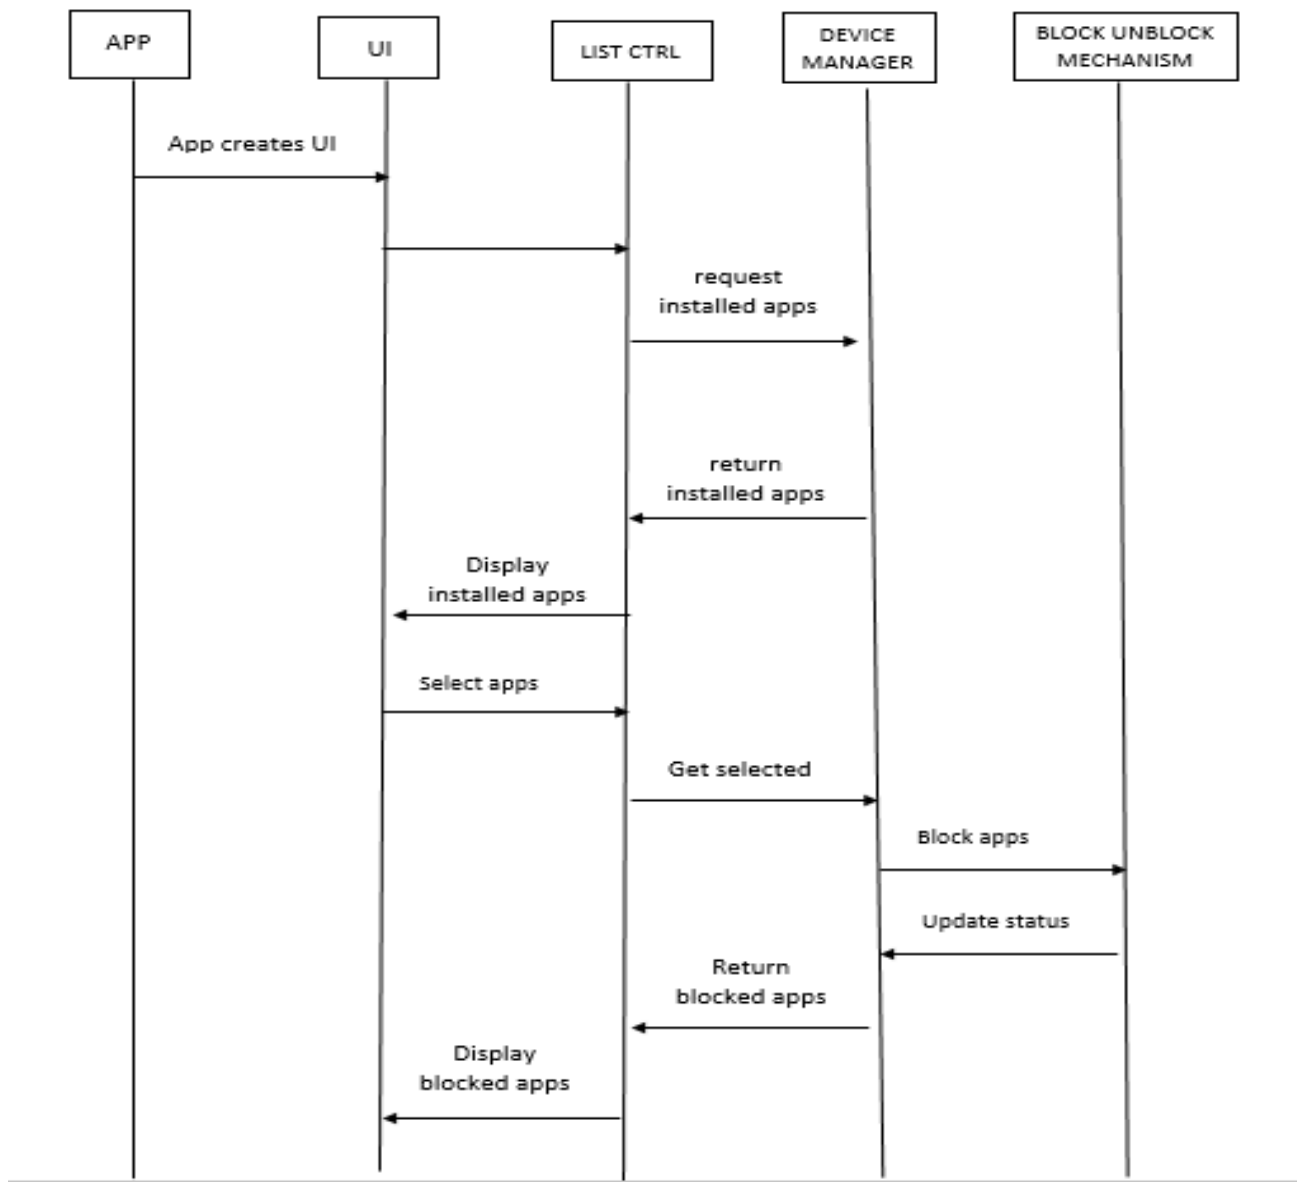 APP
UI
LIST CTRL
DEVICE
MANAGER
BLOCK UNBLOCK
MECHANISM
App creates UI
request
installed apps
return
installed apps
Display
installed apps
Select apps
Get selected
Block apps
Update status
Return
blocked apps
Display
blocked apps